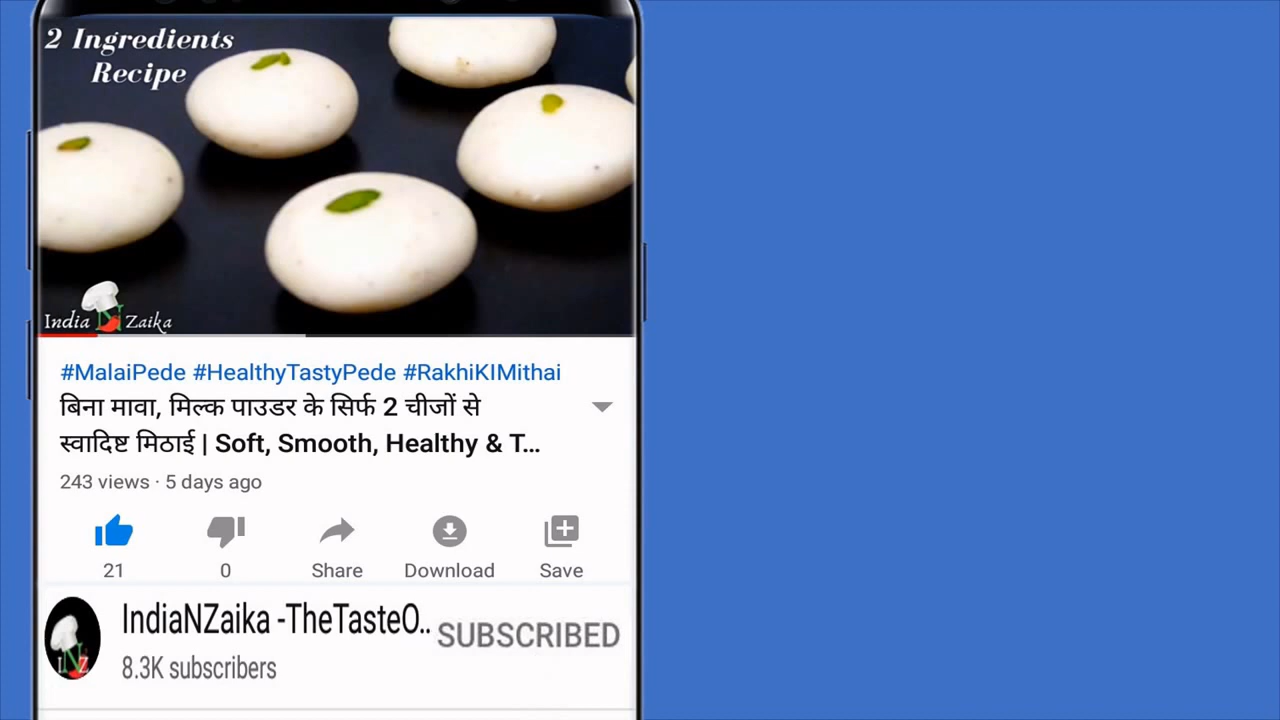 2 Ingredients
Recipe
India N Zaika
#MalaiPede #HealthyTastyPede #RakhiKIMithai
बिना मावा, मिल्क पाउडर के सिर्फ 2 चीजों से
स्वादिष्ट मिठाई | Soft, Smooth, Healthy & T...
243 views · 5 days ago
21
0
Share
Download
Save
IndiaNZaika -TheTasteO..
SUBSCRIBED
8.3K subscribers
INZ